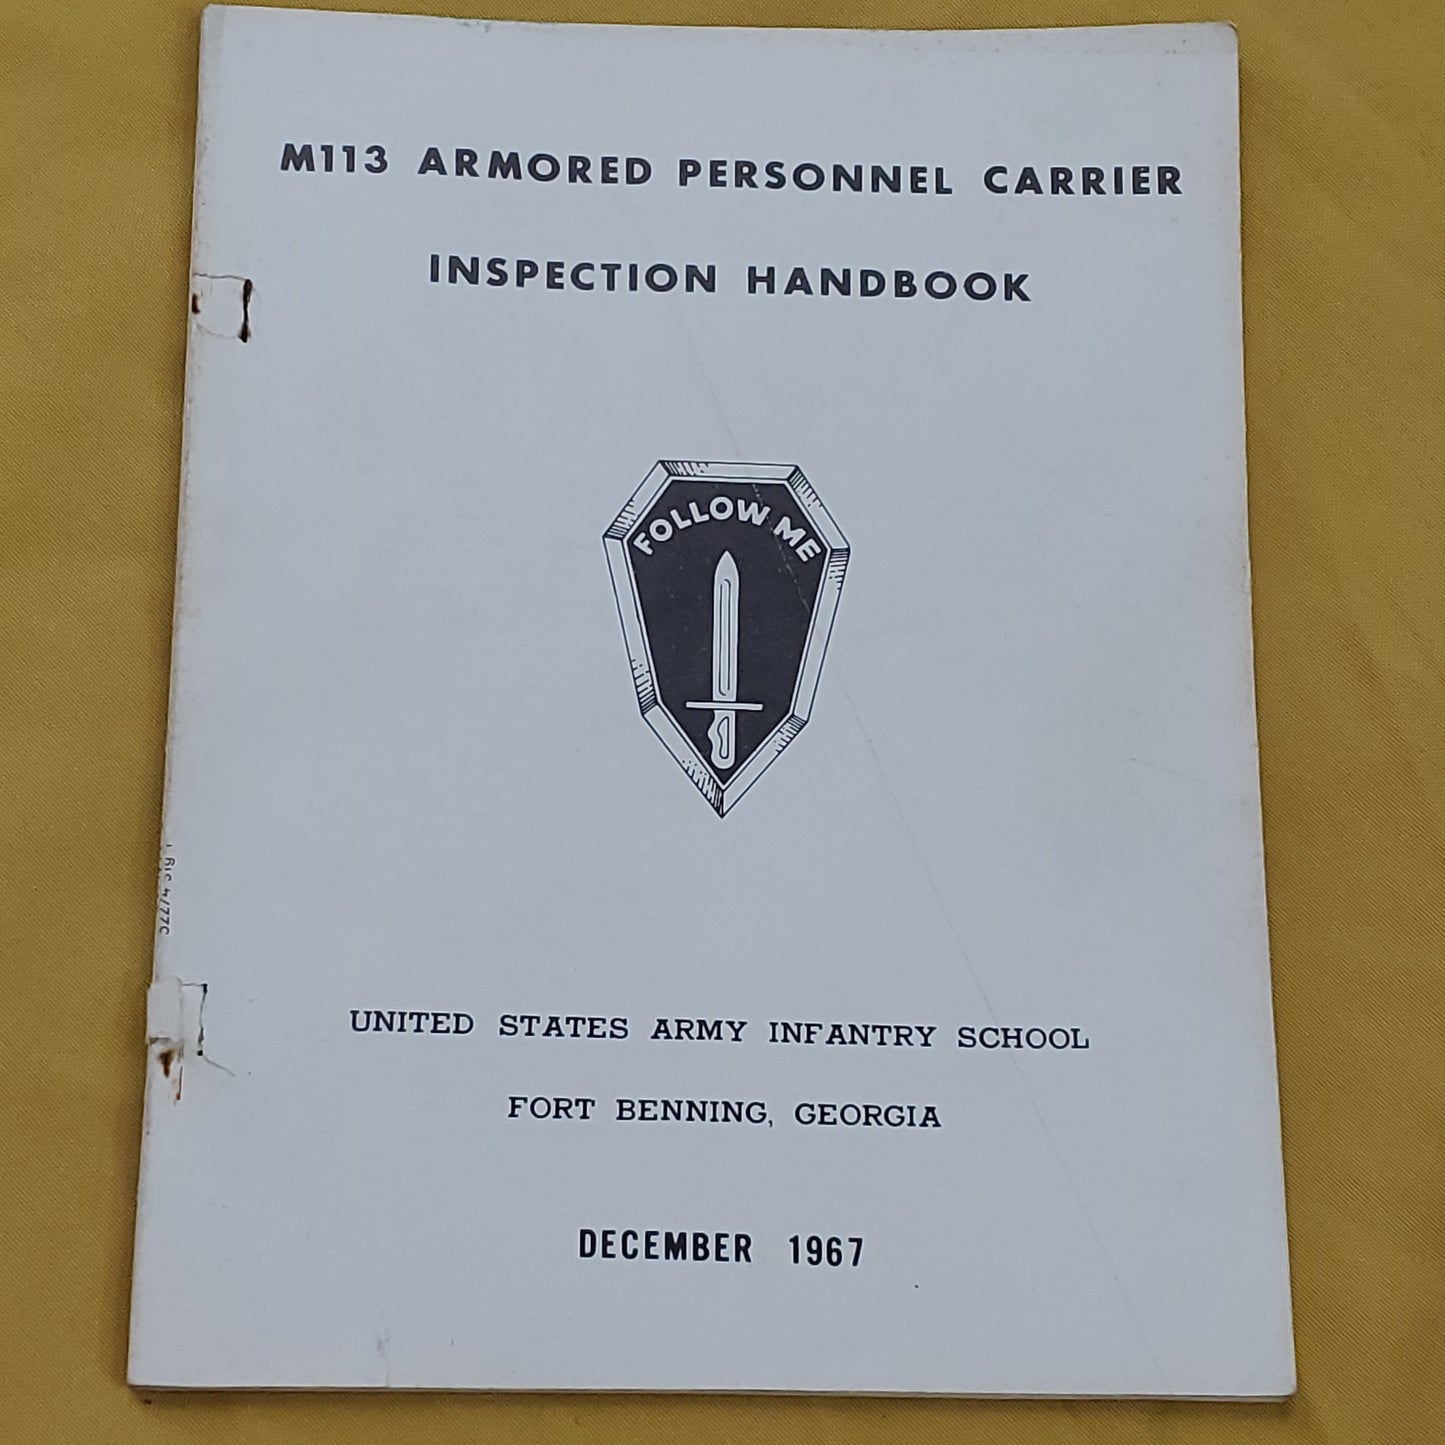 M113 ARMORED PERSONNEL CARRIER
INSPECTION HANDBOOK
FOLLOW ME
UNITED STATES ARMY INFANTRY SCHOOL
FORT BENNING, GEORGIA
DECEMBER 1967